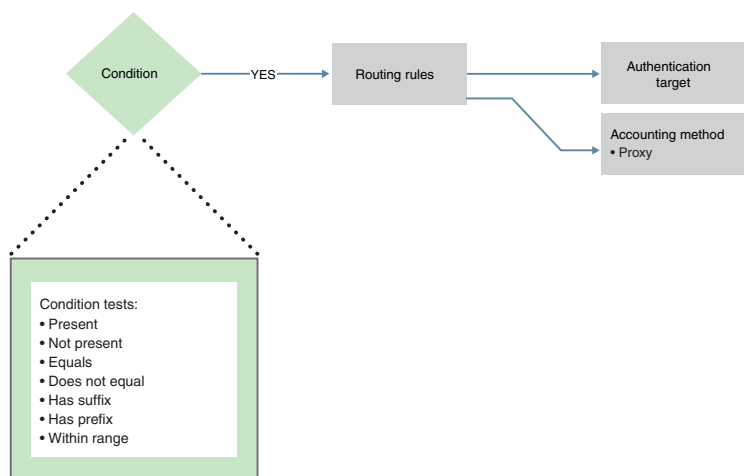 Condition
YES
Routing rules
Authentication
target
Accounting method
• Proxy
Condition tests:
• Present
• Not present
• Equals
• Does not equal
• Has suffix
• Has prefix
• Within range